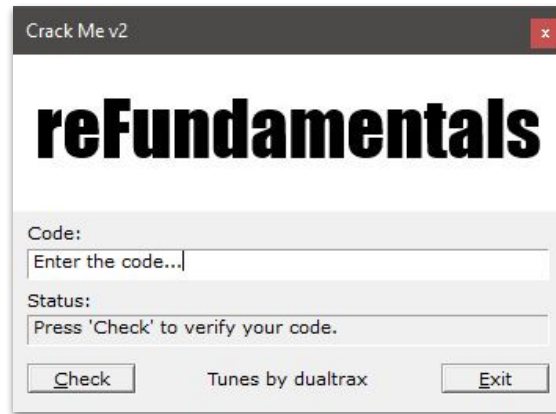 Crack Me v2
x
reFundamentals
Code:
Enter the code...
Status:
Press 'Check' to verify your code.
Check Tunes by dualtrax Exit